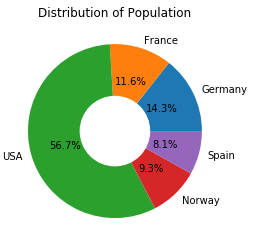 Distribution of Population
France
11.6%
Germany
14.3%
56.7%
USA
8.1%
Spain
9.3%
Norway